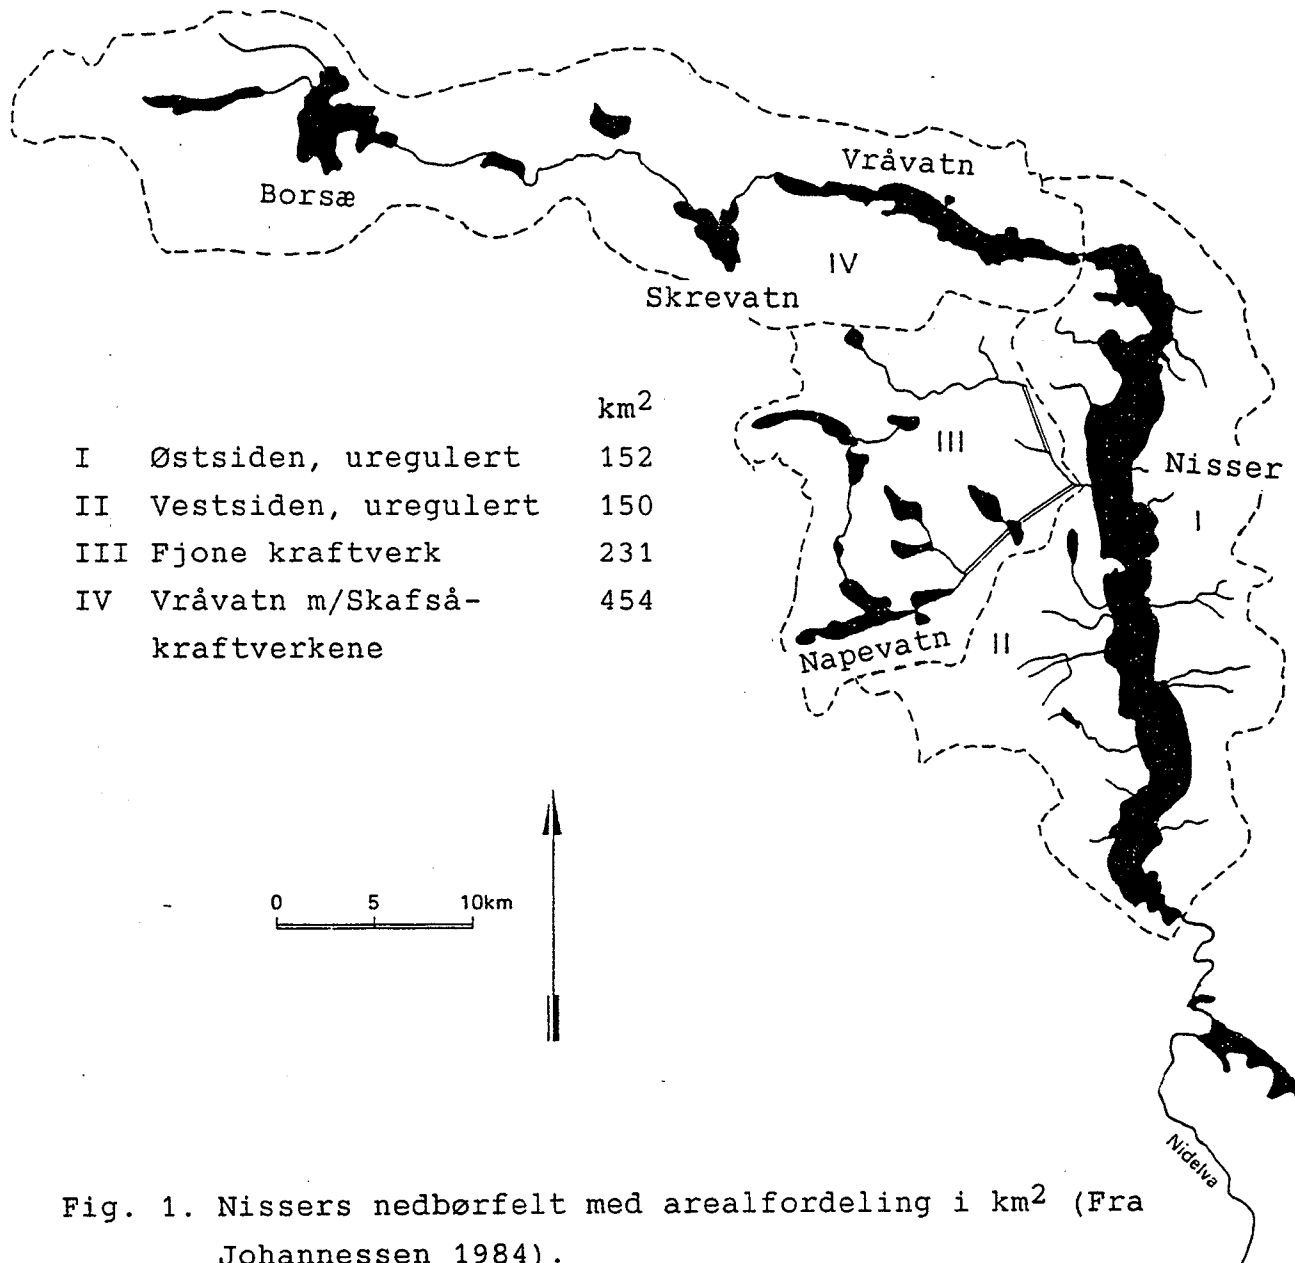 Vråvatn
Borsæ
IV
Skrevatn
km2
I Østsiden, uregulert 152
II Vestsiden, uregulert 150
III Fjone kraftverk 231
IV Vråvatn m/Skafså- 454
kraftverkene
III
Nisser
I
II
Napevatn
0 5 10km
Nidelva
Fig. 1. Nissers nedbørfelt med arealfordeling i km2 (Fra
Johannessen 1984).